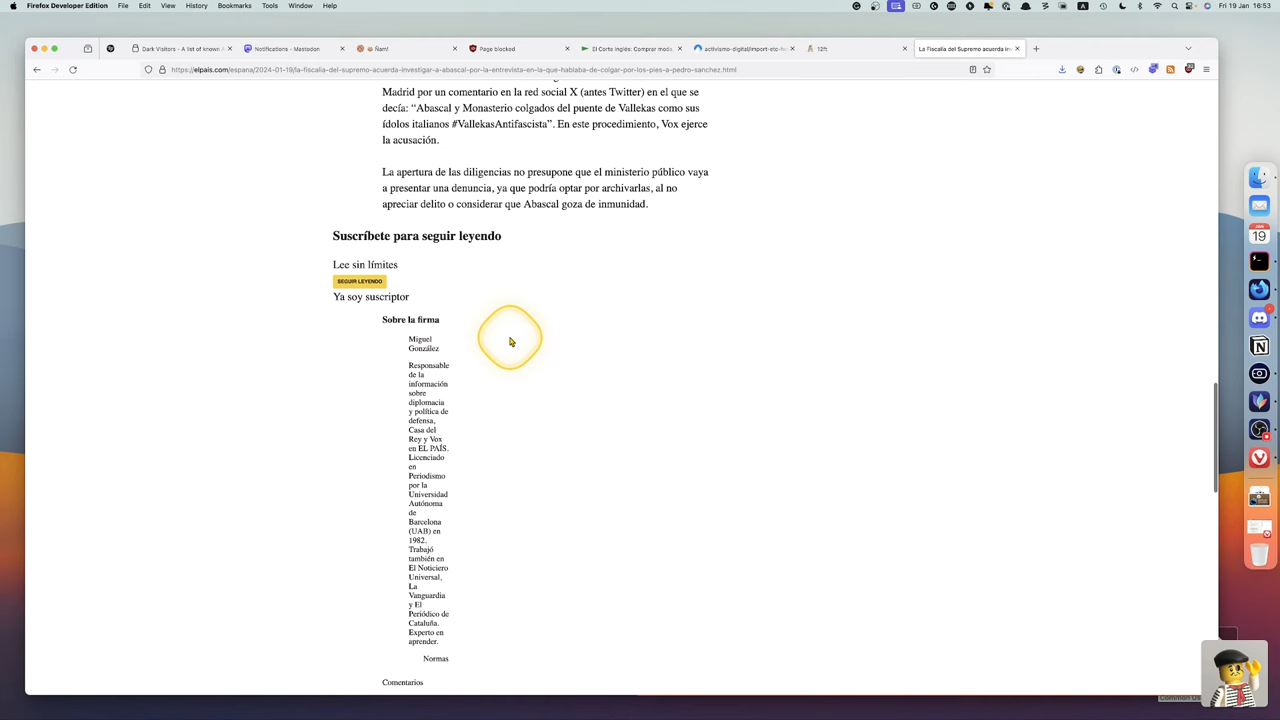 Firefox Developer Edition File Edit View History Bookmarks Tools Window Help Fri 19 Jan 16:53
Dark Visitors - A list of known A
Notifications - Mastodon
Ñam!
Page blocked
El Corte Inglés: Comprar moda,
activismo-digital/import-etc-h
12ft
La Fiscalía del Supremo acuerda inv
https://elpais.com/espana/2024-01-19/la-fiscalia-del-supremo-acuerda-investigar-a-abascal-por-la-entrevista-en-la-que-hablaba-de-colgar-por-los-pies-a-pedro-sanchez.html
Madrid por un comentario en la red social X (antes Twitter) en el que se
decía: “Abascal y Monasterio colgados del puente de Vallekas como sus
ídolos italianos #VallekasAntifascista”. En este procedimiento, Vox ejerce
la acusación.
La apertura de las diligencias no presupone que el ministerio público vaya
a presentar una denuncia, ya que podría optar por archivarlas, al no
apreciar delito o considerar que Abascal goza de inmunidad.
Suscríbete para seguir leyendo
Lee sin límites
SEGUIR LEYENDO
Ya soy suscriptor
Sobre la firma
Miguel
González
Responsable
de la
información
sobre
diplomacia
y política de
defensa,
Casa del
Rey y Vox
en EL PAÍS.
Licenciado
en
Periodismo
por la
Universidad
Autónoma
de
Barcelona
(UAB) en
1982.
Trabajó
también en
El Noticiero
Universal,
La
Vanguardia
y El
Periódico de
Cataluña.
Experto en
aprender.
Normas
Comentarios
JAN
19